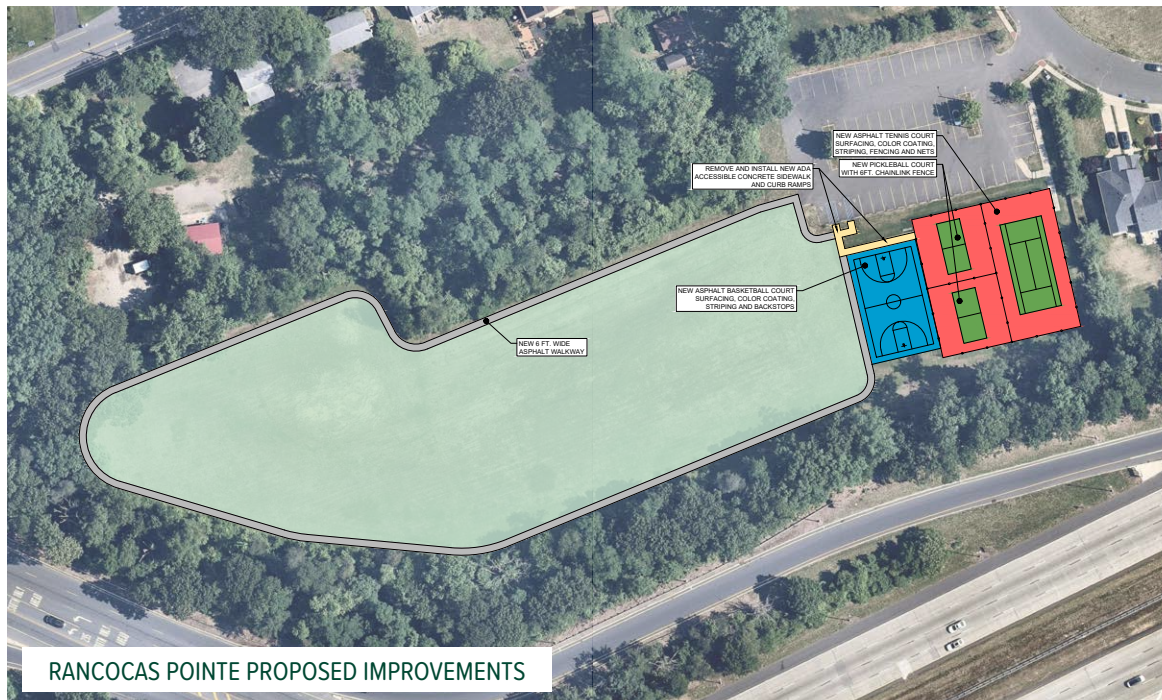 NEW ASPHALT TENNIS COURT
SURFACING, COLOR COATING,
STRIPING, FENCING AND NETS
NEW PICKLEBALL COURT
WITH 6FT. CHAINLINK FENCE
REMOVE AND INSTALL NEW ADA
ACCESSIBLE CONCRETE SIDEWALK
AND CURB RAMPS
NEW ASPHALT BASKETBALL COURT
SURFACING, COLOR COATING,
STRIPING AND BACKSTOPS
NEW 6 FT. WIDE
ASPHALT WALKWAY
RANCOCAS POINTE PROPOSED IMPROVEMENTS